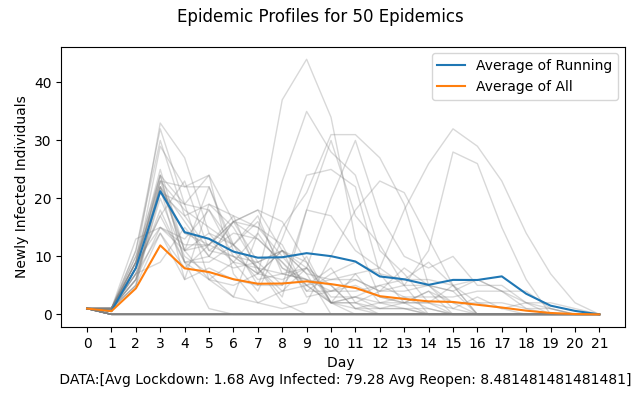 Epidemic Profiles for 50 Epidemics
Newly Infected Individuals
40
30
20
10
0
Average of Running
Average of All
0 1 2 3 4 5 6 7 8 9 10 11 12 13 14 15 16 17 18 19 20 21
Day
DATA:[Avg Lockdown: 1.68 Avg Infected: 79.28 Avg Reopen: 8.481481481481481]